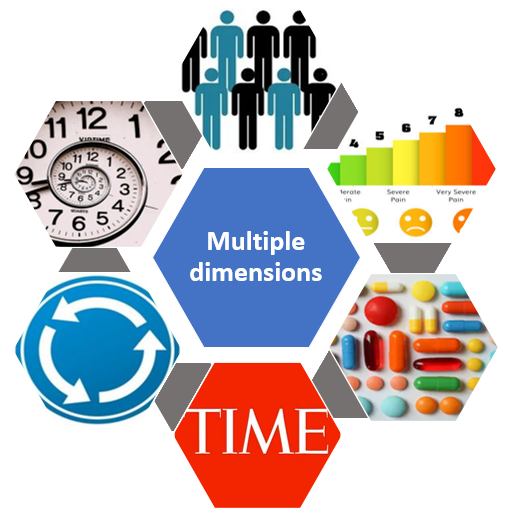 4 5 6 7 8
Severe
Pain
Very Severe
Pain
Multiple
dimensions
11 12 1
10 2
9 3
8 4
7 6 5
QUARTZ
TIME